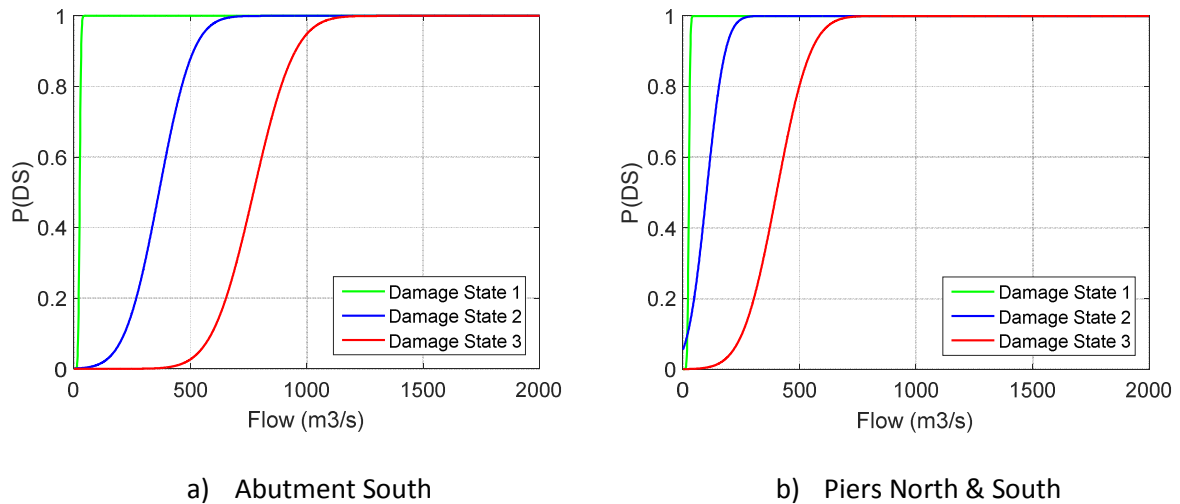 1
0.8
0.6
0.4
0.2
0
P(DS)
0 500 1000 1500 2000
Flow (m3/s)
Damage State 1
Damage State 2
Damage State 3
a) Abutment South
1
0.8
0.6
0.4
0.2
0
P(DS)
0 500 1000 1500 2000
Flow (m3/s)
Damage State 1
Damage State 2
Damage State 3
b) Piers North & South